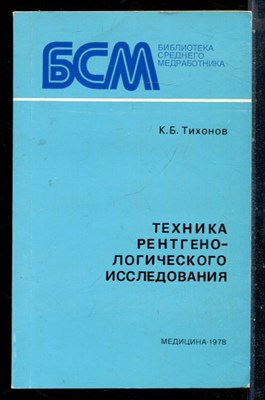 БСМ
БИБЛИОТЕКА
СРЕДНЕГО
МЕДРАБОТНИКА
К.Б. Тихонов
ТЕХНИКА
РЕНТГЕНО-
ЛОГИЧЕСКОГО
ИССЛЕДОВАНИЯ
МЕДИЦИНА·1978